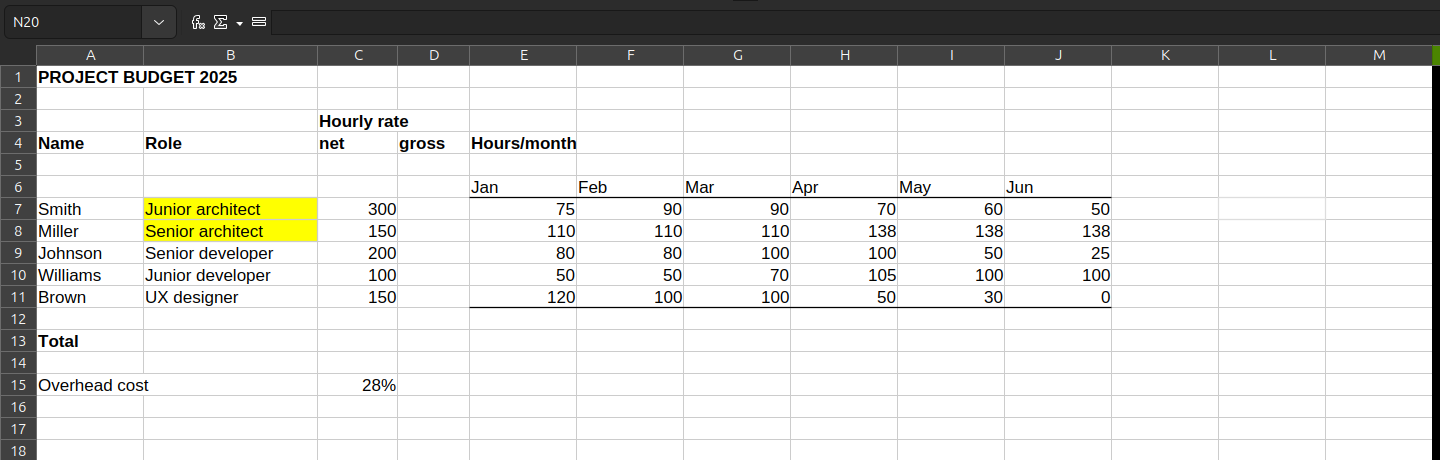 N20
A B C D E F G H I J K L M
1 PROJECT BUDGET 2025
2
3 Hourly rate
4 Name Role net gross Hours/month
5
6 Jan Feb Mar Apr May Jun
7 Smith Junior architect 300 75 90 90 70 60 50
8 Miller Senior architect 150 110 110 110 138 138 138
9 Johnson Senior developer 200 80 80 100 100 50 25
10 Williams Junior developer 100 50 50 70 105 100 100
11 Brown UX designer 150 120 100 100 50 30 0
12
13 Total
14
15 Overhead cost 28%
16
17
18